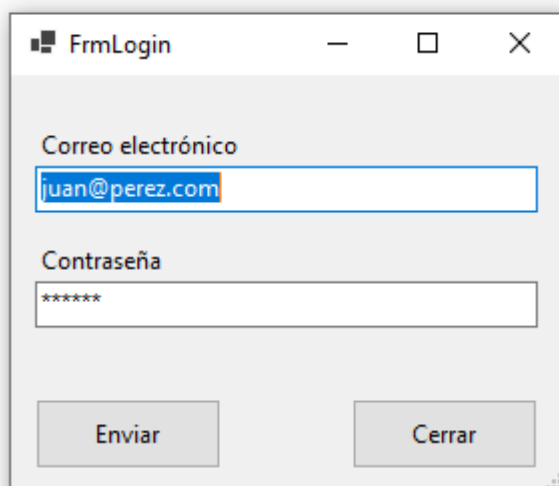 FrmLogin
Correo electrónico
juan@perez.com
Contraseña
******
Enviar
Cerrar